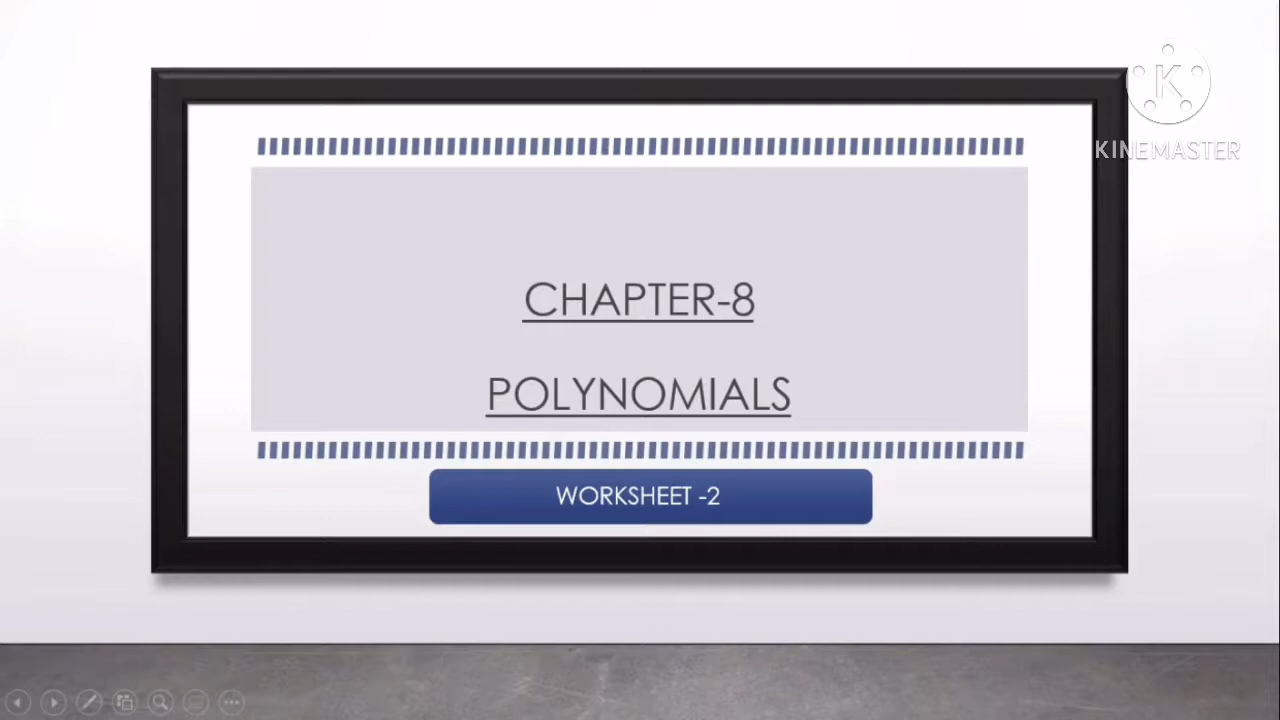 K
KINEMASTER
CHAPTER-8
POLYNOMIALS
WORKSHEET -2